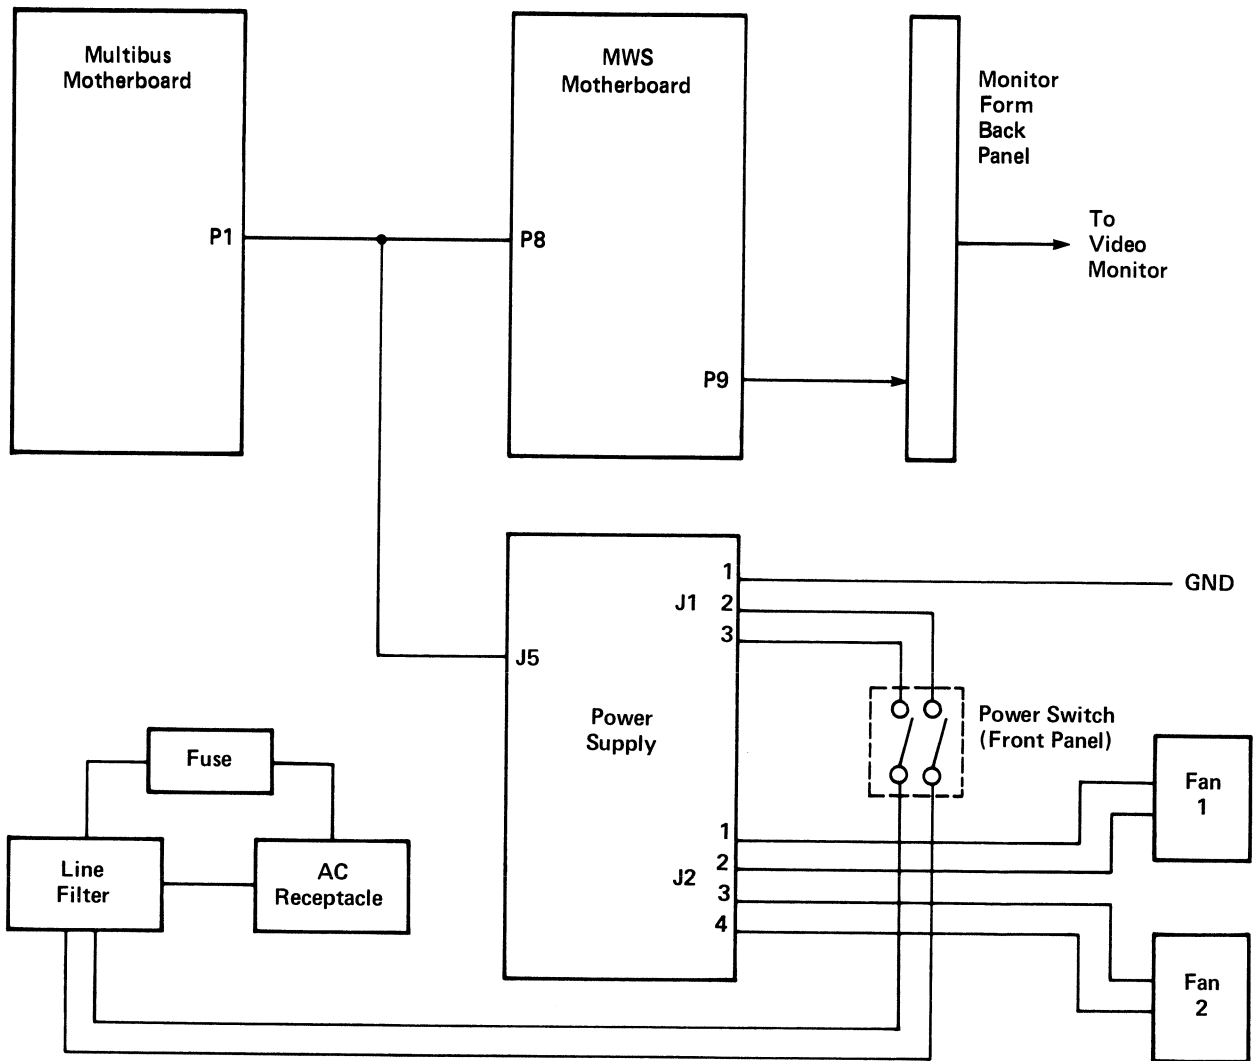 Multibus
Motherboard
MWS
Motherboard
Monitor
Form
Back
Panel
P1
P8
To
Video
Monitor
P9
J1
1
2
3
GND
J5
Power
Supply
Power Switch
(Front Panel)
Fuse
Line
Filter
AC
Receptacle
J2
1
2
3
4
Fan
1
Fan
2